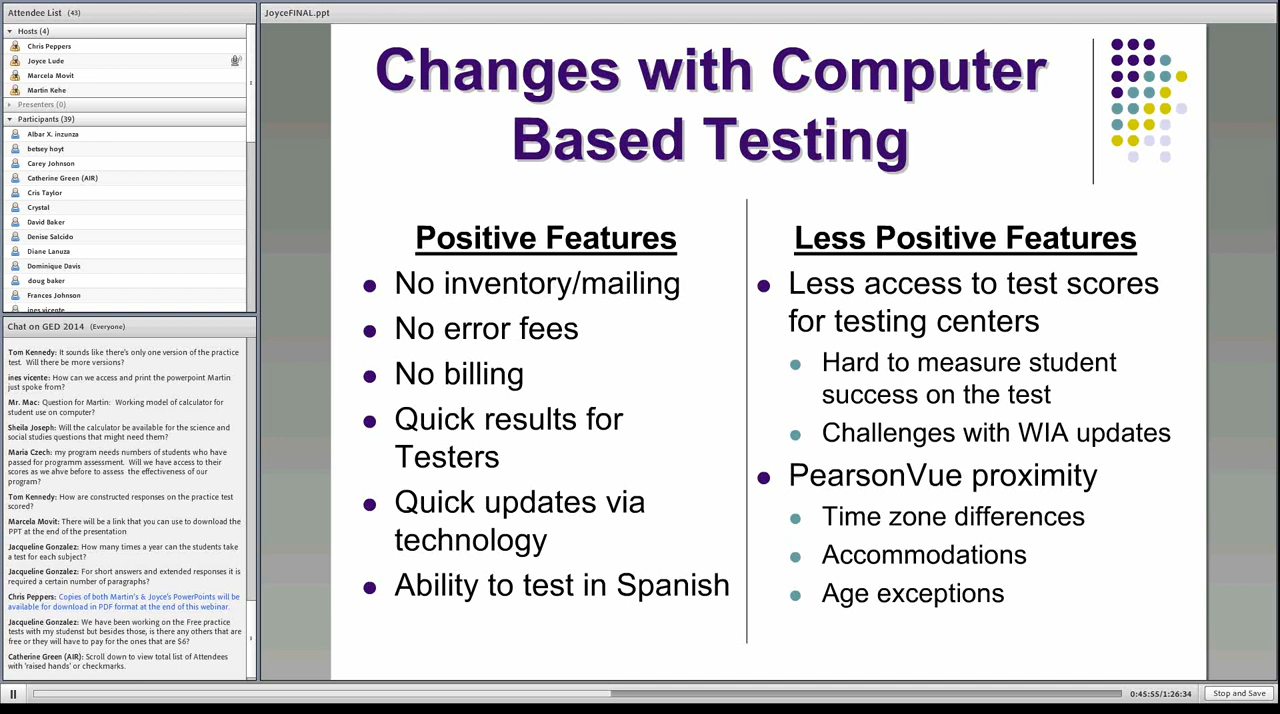 Attendee List (43)
Hosts (4)
Chris Peppers
Joyce Lude
Marcela Movit
Martin Kehe
Presenters (0)
Participants (39)
Albar X. inzunza
betsey hoyt
Carey Johnson
Catherine Green (AIR)
Cris Taylor
Crystal
David Baker
Denise Salcido
Diane Lanuza
Dominique Davis
doug baker
Frances Johnson
ines vicente
Chat on GED 2014 (Everyone)
Tom Kennedy: It sounds like there's only one version of the practice
test. Will there be more versions?
ines vicente: How can we access and print the powerpoint Martin
just spoke from?
Mr. Mac: Question for Martin: Working model of calculator for
student use on computer?
Sheila Joseph: Will the calculator be available for the science and
social studies questions that might need them?
Maria Czech: my program needs numbers of students who have
passed for programm assessment. Will we have access to their
scores as we ahve before to assess the effectiveness of our
program?
Tom Kennedy: How are constructed responses on the practice test
scored?
Marcela Movit: There will be a link that you can use to download the
PPT at the end of the presentation
Jacqueline Gonzalez: How many times a year can the students take
a test for each subject?
Jacqueline Gonzalez: For short answers and extended responses it is
required a certain number of paragraphs?
Chris Peppers: Copies of both Martin's & Joyce's PowerPoints will be
available for download in PDF format at the end of this webinar.
Jacqueline Gonzalez: We have been working on the Free practice
tests with my studenst but besides those, is there any others that are
free or they will have to pay for the ones that are $6?
Catherine Green (AIR): Scroll down to view total list of Attendees
with 'raised hands' or checkmarks.
JoyceFINAL.ppt
Changes with Computer
Based Testing
Positive Features
No inventory/mailing
No error fees
No billing
Quick results for
Testers
Quick updates via
technology
Ability to test in Spanish
Less Positive Features
Less access to test scores
for testing centers
Hard to measure student
success on the test
Challenges with WIA updates
PearsonVue proximity
Time zone differences
Accommodations
Age exceptions
0:45:55/1:26:34
Stop and Save